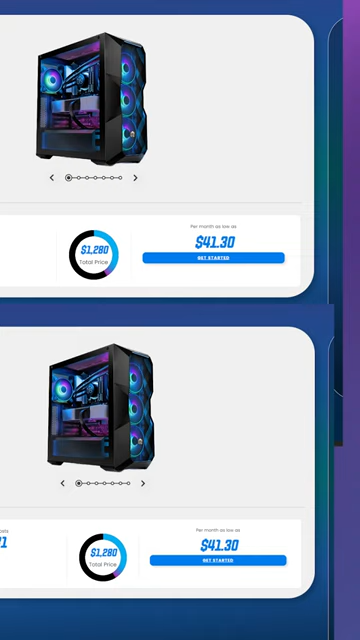 Per month as low as
$1,280
$41.30
Total Price
GET STARTED
Per month as low as
$1,280
$41.30
Total Price
GET STARTED